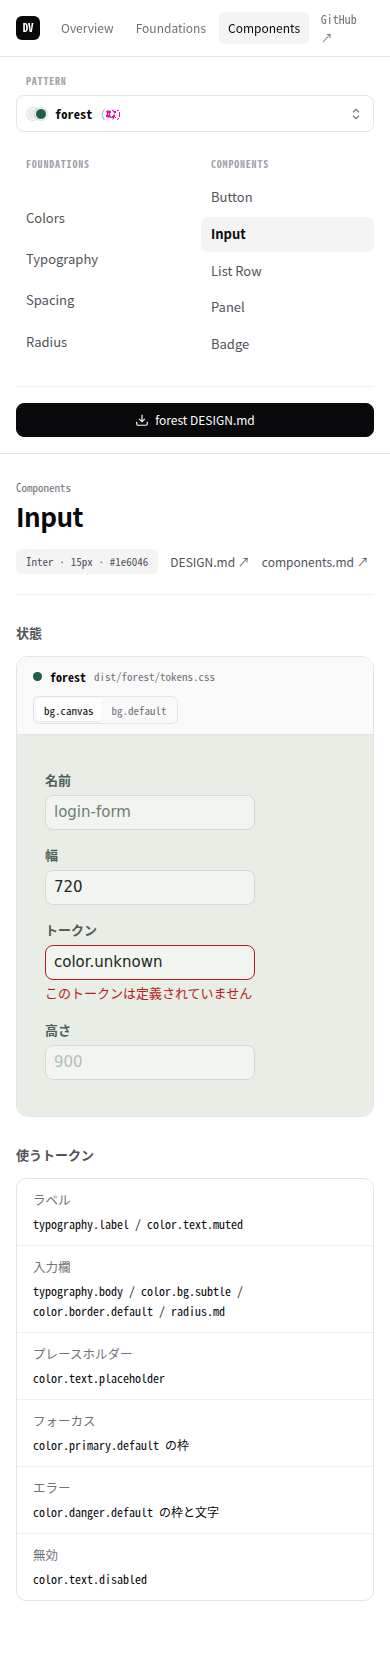 DV Overview Foundations Components GitHub ↗
PATTERN
forest
FOUNDATIONS
Colors
Typography
Spacing
Radius
COMPONENTS
Button
Input
List Row
Panel
Badge
forest DESIGN.md
Components
Input
Inter · 15px · #1e6046 DESIGN.md ↗ components.md ↗
状態
forest dist/forest/tokens.css
bg.canvas bg.default
名前
login-form
幅
720
トークン
color.unknown
このトークンは定義されていません
高さ
900
使うトークン
ラベル
typography.label / color.text.muted
入力欄
typography.body / color.bg.subtle /
color.border.default / radius.md
プレースホルダー
color.text.placeholder
フォーカス
color.primary.default の枠
エラー
color.danger.default の枠と文字
無効
color.text.disabled